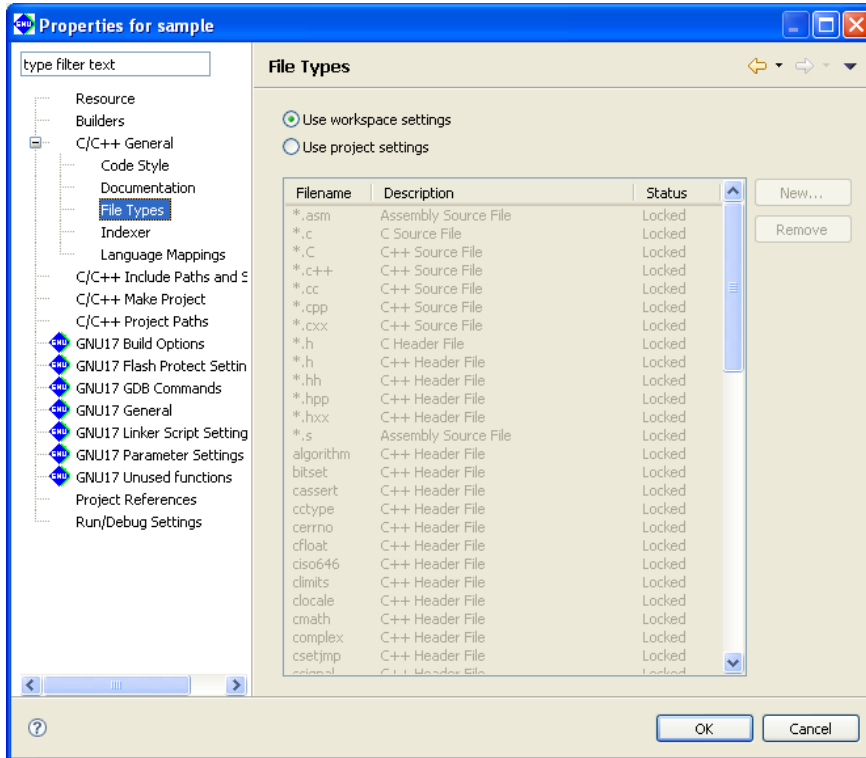 Properties for sample
type filter text
Resource
Builders
C/C++ General
Code Style
Documentation
File Types
Indexer
Language Mappings
C/C++ Include Paths and S
C/C++ Make Project
C/C++ Project Paths
GNU17 Build Options
GNU17 Flash Protect Settin
GNU17 GDB Commands
GNU17 General
GNU17 Linker Script Setting
GNU17 Parameter Settings
GNU17 Unused functions
Project References
Run/Debug Settings
File Types
Use workspace settings
Use project settings
Filename Description Status
*.asm Assembly Source File Locked
*.c C Source File Locked
*.C C++ Source File Locked
*.c++ C++ Source File Locked
*.cc C++ Source File Locked
*.cpp C++ Source File Locked
*.cxx C++ Source File Locked
*.h C Header File Locked
*.h C++ Header File Locked
*.hh C++ Header File Locked
*.hpp C++ Header File Locked
*.hxx C++ Header File Locked
*.s Assembly Source File Locked
algorithm C++ Header File Locked
bitset C++ Header File Locked
cassert C++ Header File Locked
cctype C++ Header File Locked
cerrno C++ Header File Locked
cfloat C++ Header File Locked
ciso646 C++ Header File Locked
climits C++ Header File Locked
clocale C++ Header File Locked
cmath C++ Header File Locked
complex C++ Header File Locked
csetjmp C++ Header File Locked
csignal C++ Header File Locked
New...
Remove
OK
Cancel